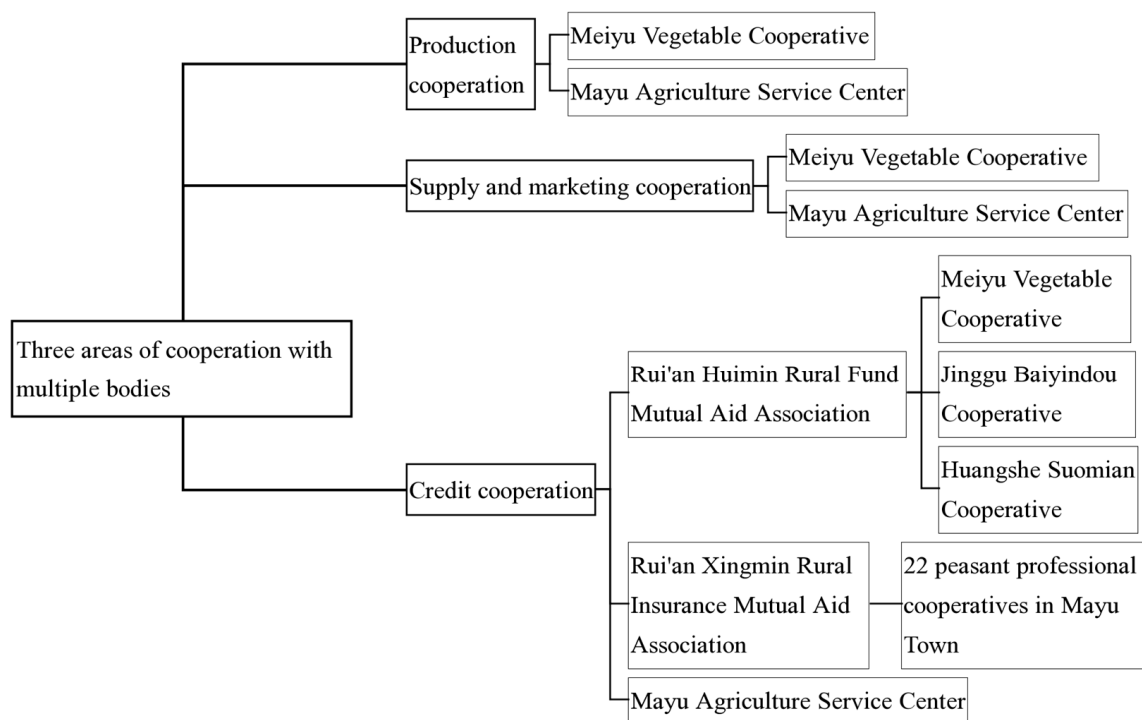 Production
cooperation
Meiyu Vegetable Cooperative
Mayu Agriculture Service Center
Supply and marketing cooperation
Meiyu Vegetable Cooperative
Mayu Agriculture Service Center
Three areas of cooperation with
multiple bodies
Credit cooperation
Rui'an Huimin Rural Fund
Mutual Aid Association
Meiyu Vegetable
Cooperative
Jinggu Baiyindou
Cooperative
Huangshe Suomian
Cooperative
Rui'an Xingmin Rural
Insurance Mutual Aid
Association
22 peasant professional
cooperatives in Mayu
Town
Mayu Agriculture Service Center